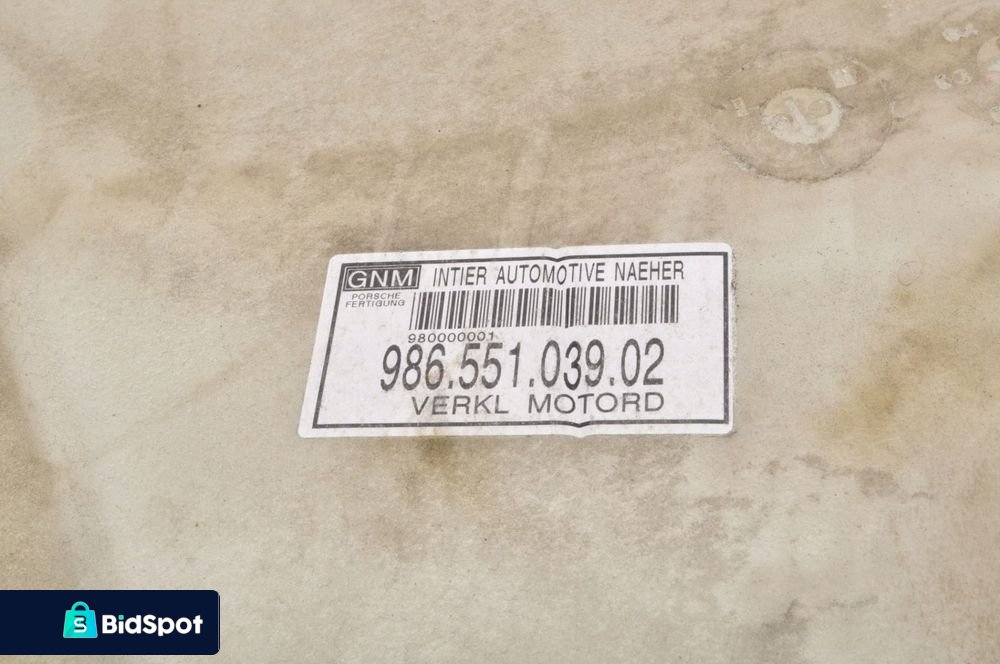 GNM INTIER AUTOMOTIVE NAEHER
PORSCHE
FERTIGUNG
980000001
986.551.039.02
VERKL MOTORD
BidSpot